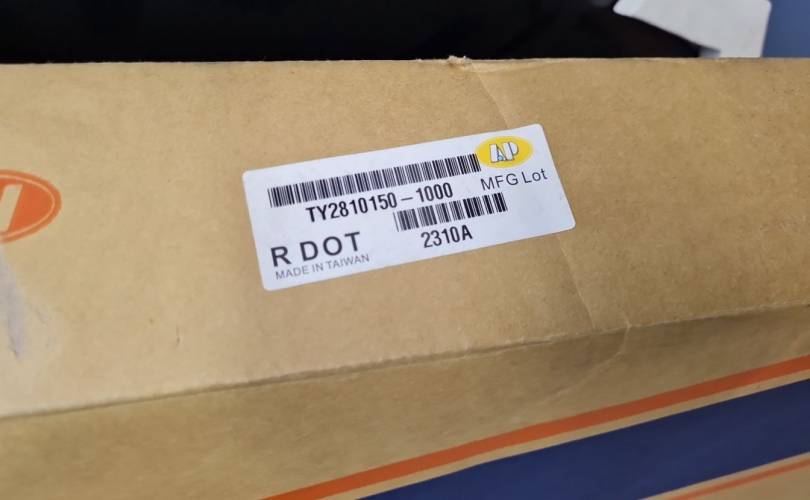 AP
TY2810150-1000
MFG Lot
2310A
R DOT
MADE IN TAIWAN